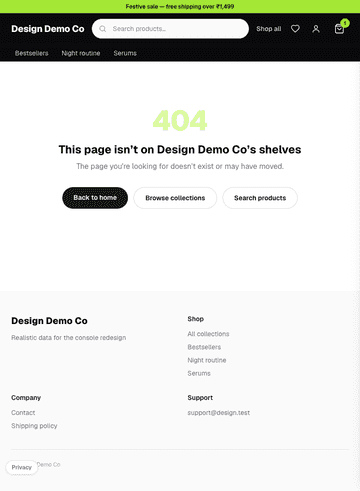 Festive sale — free shipping over ₹1,499
Design Demo Co
Search products...
Shop all
Bestsellers
Night routine
Serums
404
This page isn't on Design Demo Co's shelves
The page you're looking for doesn't exist or may have moved.
Back to home
Browse collections
Search products
Design Demo Co
Realistic data for the console redesign
Shop
All collections
Bestsellers
Night routine
Serums
Company
Contact
Shipping policy
Support
support@design.test
Privacy
Demo Co